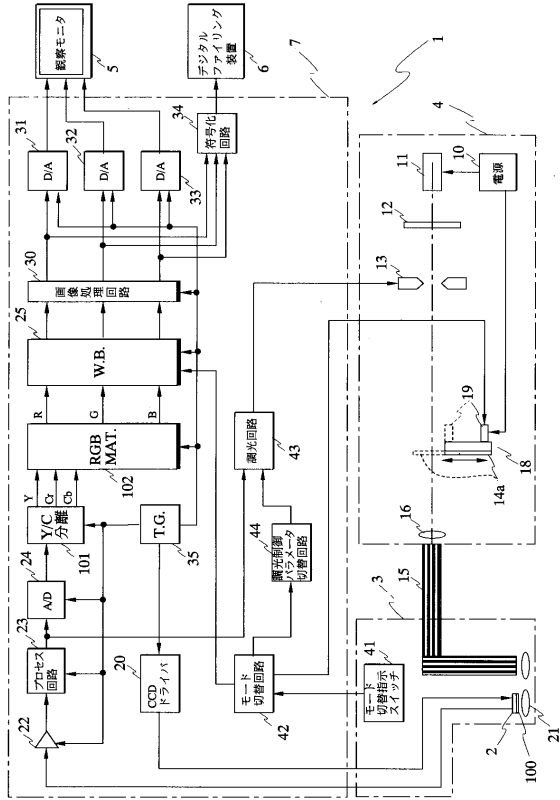 観察モニタ
5
デジタル
ファイリング
装置
6
7
1
31
D/A
32
D/A
33
D/A
34
符号化
回路
30
画像処理回路
25
W.B.
R
G
B
RGB
MAT.
102
Y
Cr
Cb
Y/C
分離
101
24
A/D
23
プロセス
回路
22
T.G.
35
20
CCD
ドライバ
調光回路
43
44
調光制御
パラメータ
切替回路
モード
切替回路
42
41
モード
切替指示
スイッチ
4
11
10
電源
12
13
19
18
14a
16
15
3
2
100
21